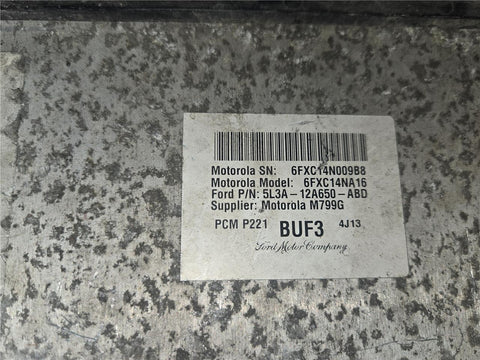 Motorola SN: 6FXC14N009B8
Motorola Model: 6FXC14NA16
Ford P/N: 5L3A-12A650-ABD
Supplier: Motorola M799G
PCM P221 BUF3 4J13
Ford Motor Company